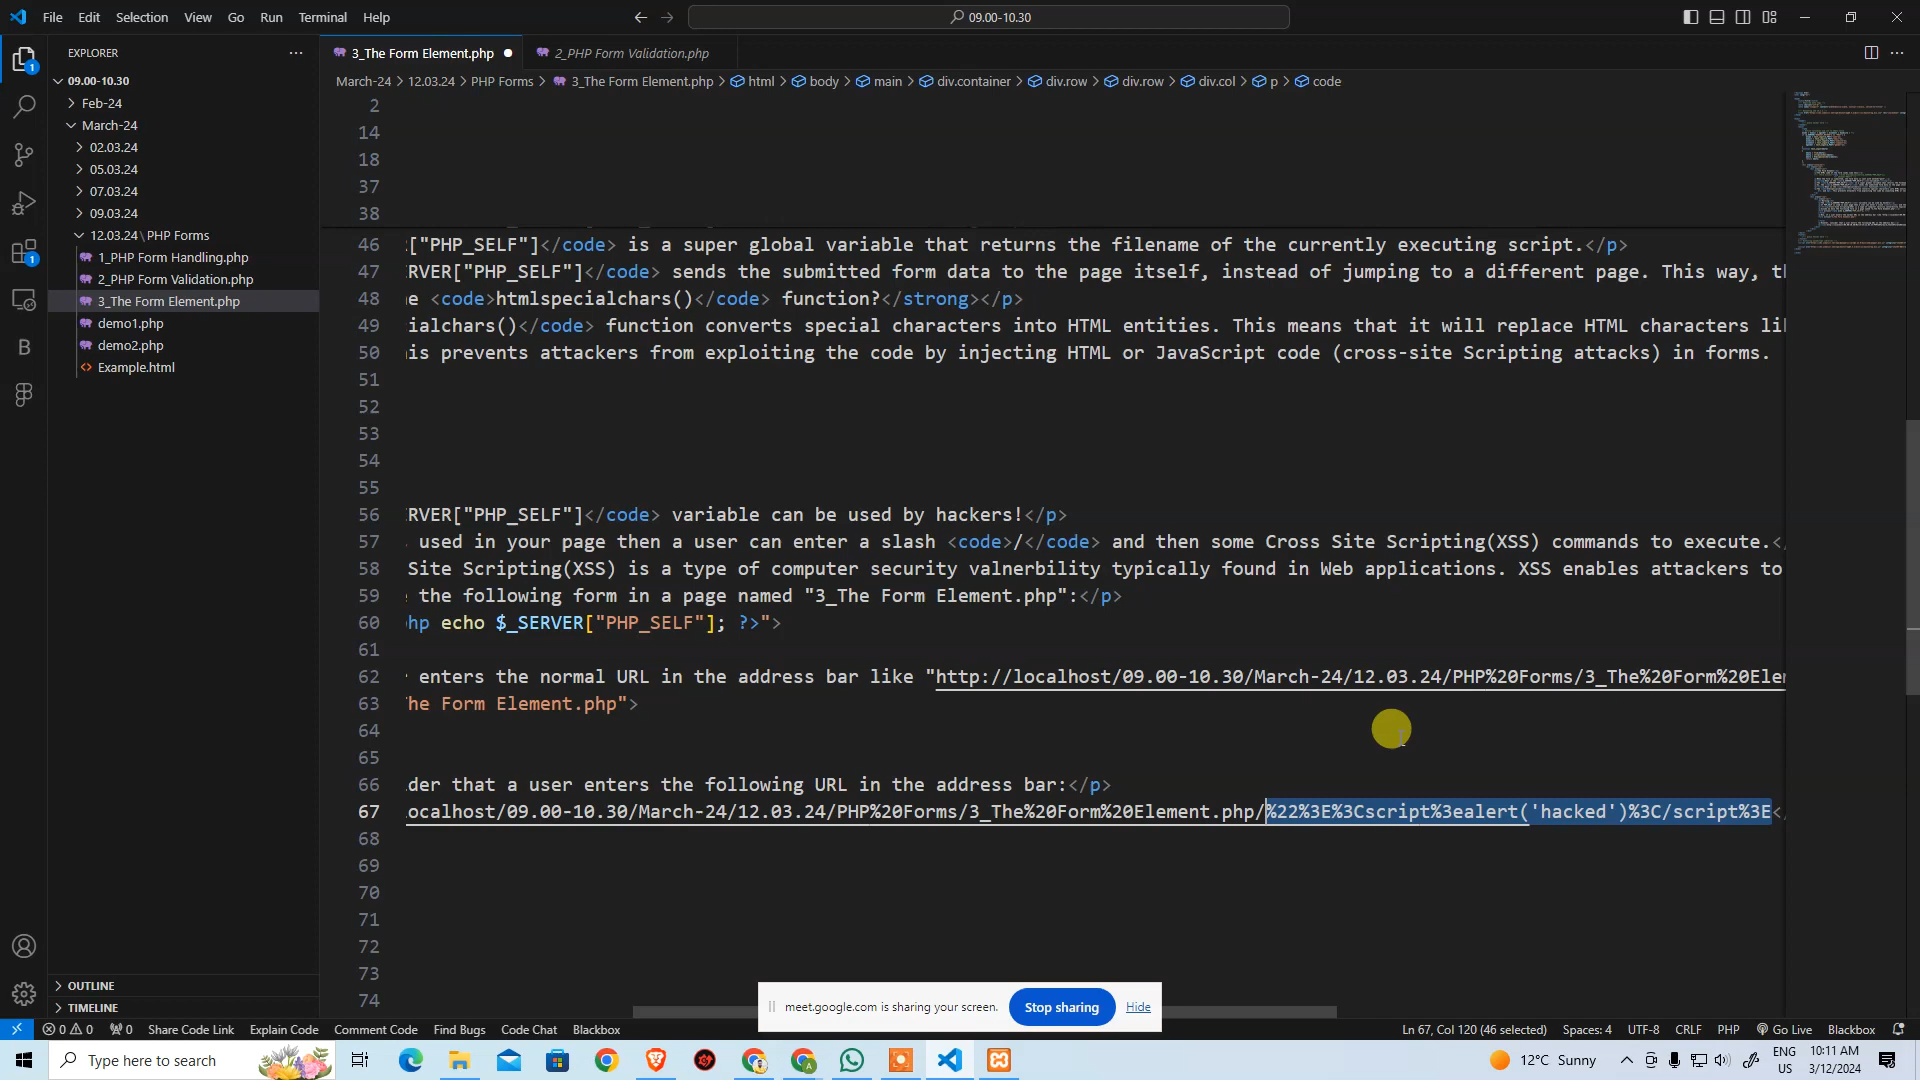 File Edit Selection View Go Run Terminal Help
09.00-10.30
EXPLORER
3_The Form Element.php
2_PHP Form Validation.php
March-24 > 12.03.24 > PHP Forms > 3_The Form Element.php > html > body > main > div.container > div.row > div.row > div.col > p > code
09.00-10.30
Feb-24
March-24
02.03.24
05.03.24
07.03.24
09.03.24
12.03.24\PHP Forms
1_PHP Form Handling.php
2_PHP Form Validation.php
3_The Form Element.php
demo1.php
demo2.php
<> Example.html
OUTLINE
TIMELINE
2
14
18
37
38
46 ["PHP_SELF"]</code> is a super global variable that returns the filename of the currently executing script.</p>
47 RVER["PHP_SELF"]</code> sends the submitted form data to the page itself, instead of jumping to a different page. This way, th
48 e <code>htmlspecialchars()</code> function?</strong></p>
49 ialchars()</code> function converts special characters into HTML entities. This means that it will replace HTML characters li
50 is prevents attackers from exploiting the code by injecting HTML or JavaScript code (cross-site Scripting attacks) in forms.
51
52
53
54
55
56 RVER["PHP_SELF"]</code> variable can be used by hackers!</p>
57 used in your page then a user can enter a slash <code>/</code> and then some Cross Site Scripting(XSS) commands to execute.<
58 Site Scripting(XSS) is a type of computer security valnerbility typically found in Web applications. XSS enables attackers to
59 the following form in a page named "3_The Form Element.php":</p>
60 hp echo $_SERVER["PHP_SELF"]; ?>">
61
62 enters the normal URL in the address bar like "http://localhost/09.00-10.30/March-24/12.03.24/PHP%20Forms/3_The%20Form%20Elem
63 he Form Element.php">
64
65
66 der that a user enters the following URL in the address bar:</p>
67 ocalhost/09.00-10.30/March-24/12.03.24/PHP%20Forms/3_The%20Form%20Element.php/%22%3E%3Cscript%3ealert('hacked')%3C/script%3E<
68
69
70
71
72
73
74
meet.google.com is sharing your screen. Stop sharing Hide
0 0 0 Share Code Link Explain Code Comment Code Find Bugs Code Chat Blackbox
Ln 67, Col 120 (46 selected) Spaces: 4 UTF-8 CRLF PHP Go Live Blackbox
Type here to search
12°C Sunny
ENG
US
10:11 AM
3/12/2024